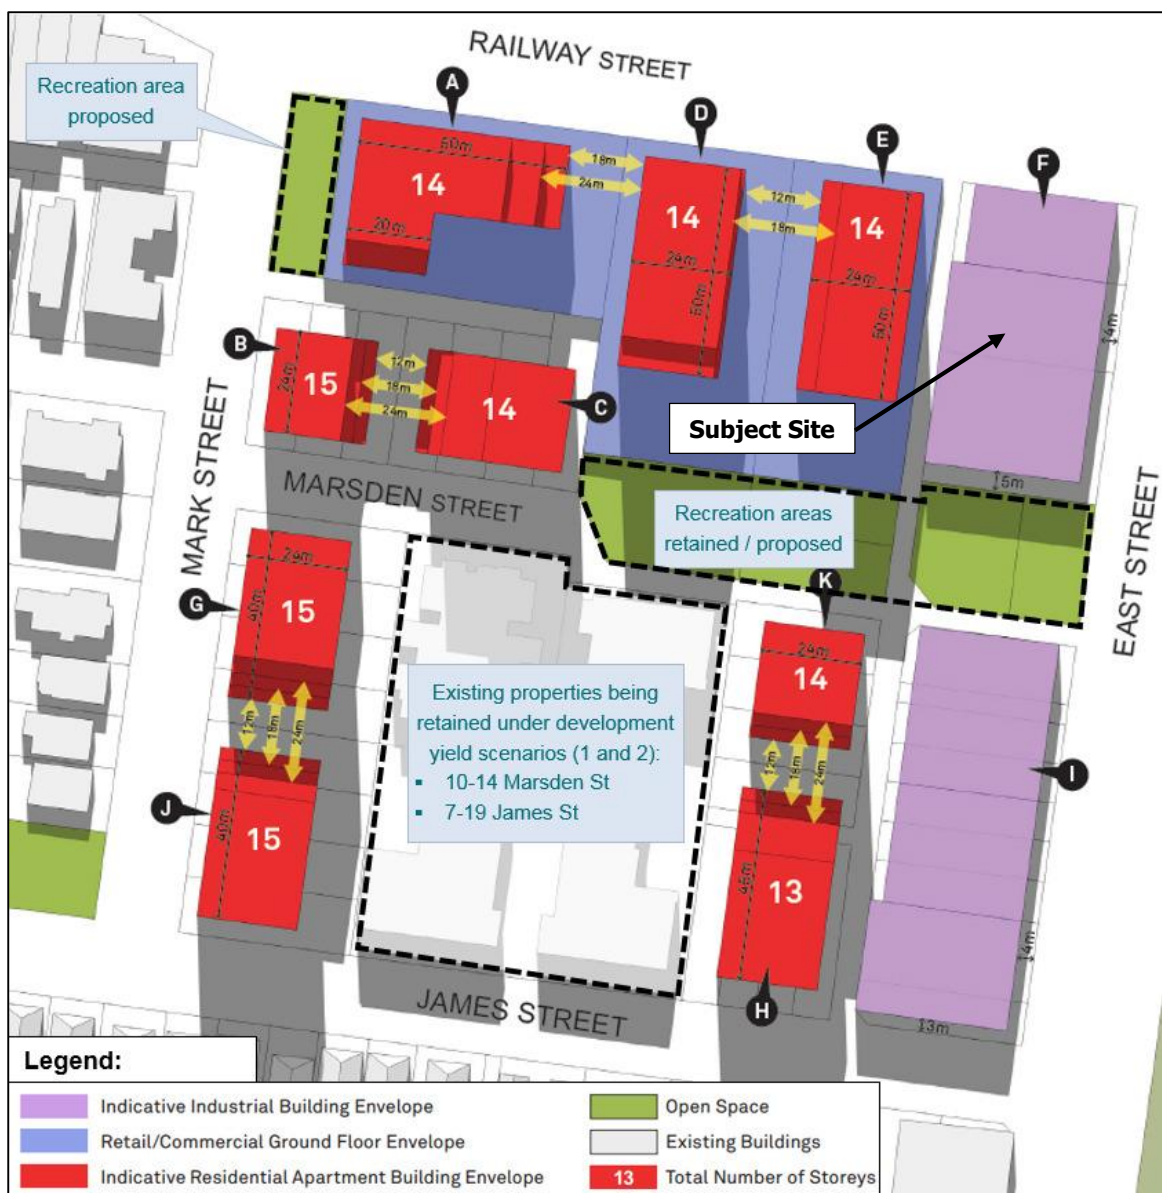 RAILWAY STREET
Recreation area
proposed
A
D
E
F
60m
18m
24m
14
20m
14
24m
50m
12m
18m
14
24m
50m
14m
B
24m
15
12m
18m
24m
14
C
Subject Site
MARK STREET
MARSDEN STREET
5m
Recreation areas
retained / proposed
EAST STREET
24m
G
40m
15
K
24m
14
12m
18m
24m
Existing properties being
retained under development
yield scenarios (1 and 2):
▪ 10-14 Marsden St
▪ 7-19 James St
12m
18m
24m
I
J
40m
15
46m
13
14m
H
13m
JAMES STREET
Legend:
Indicative Industrial Building Envelope
Retail/Commercial Ground Floor Envelope
Indicative Residential Apartment Building Envelope
Open Space
Existing Buildings
13 Total Number of Storeys